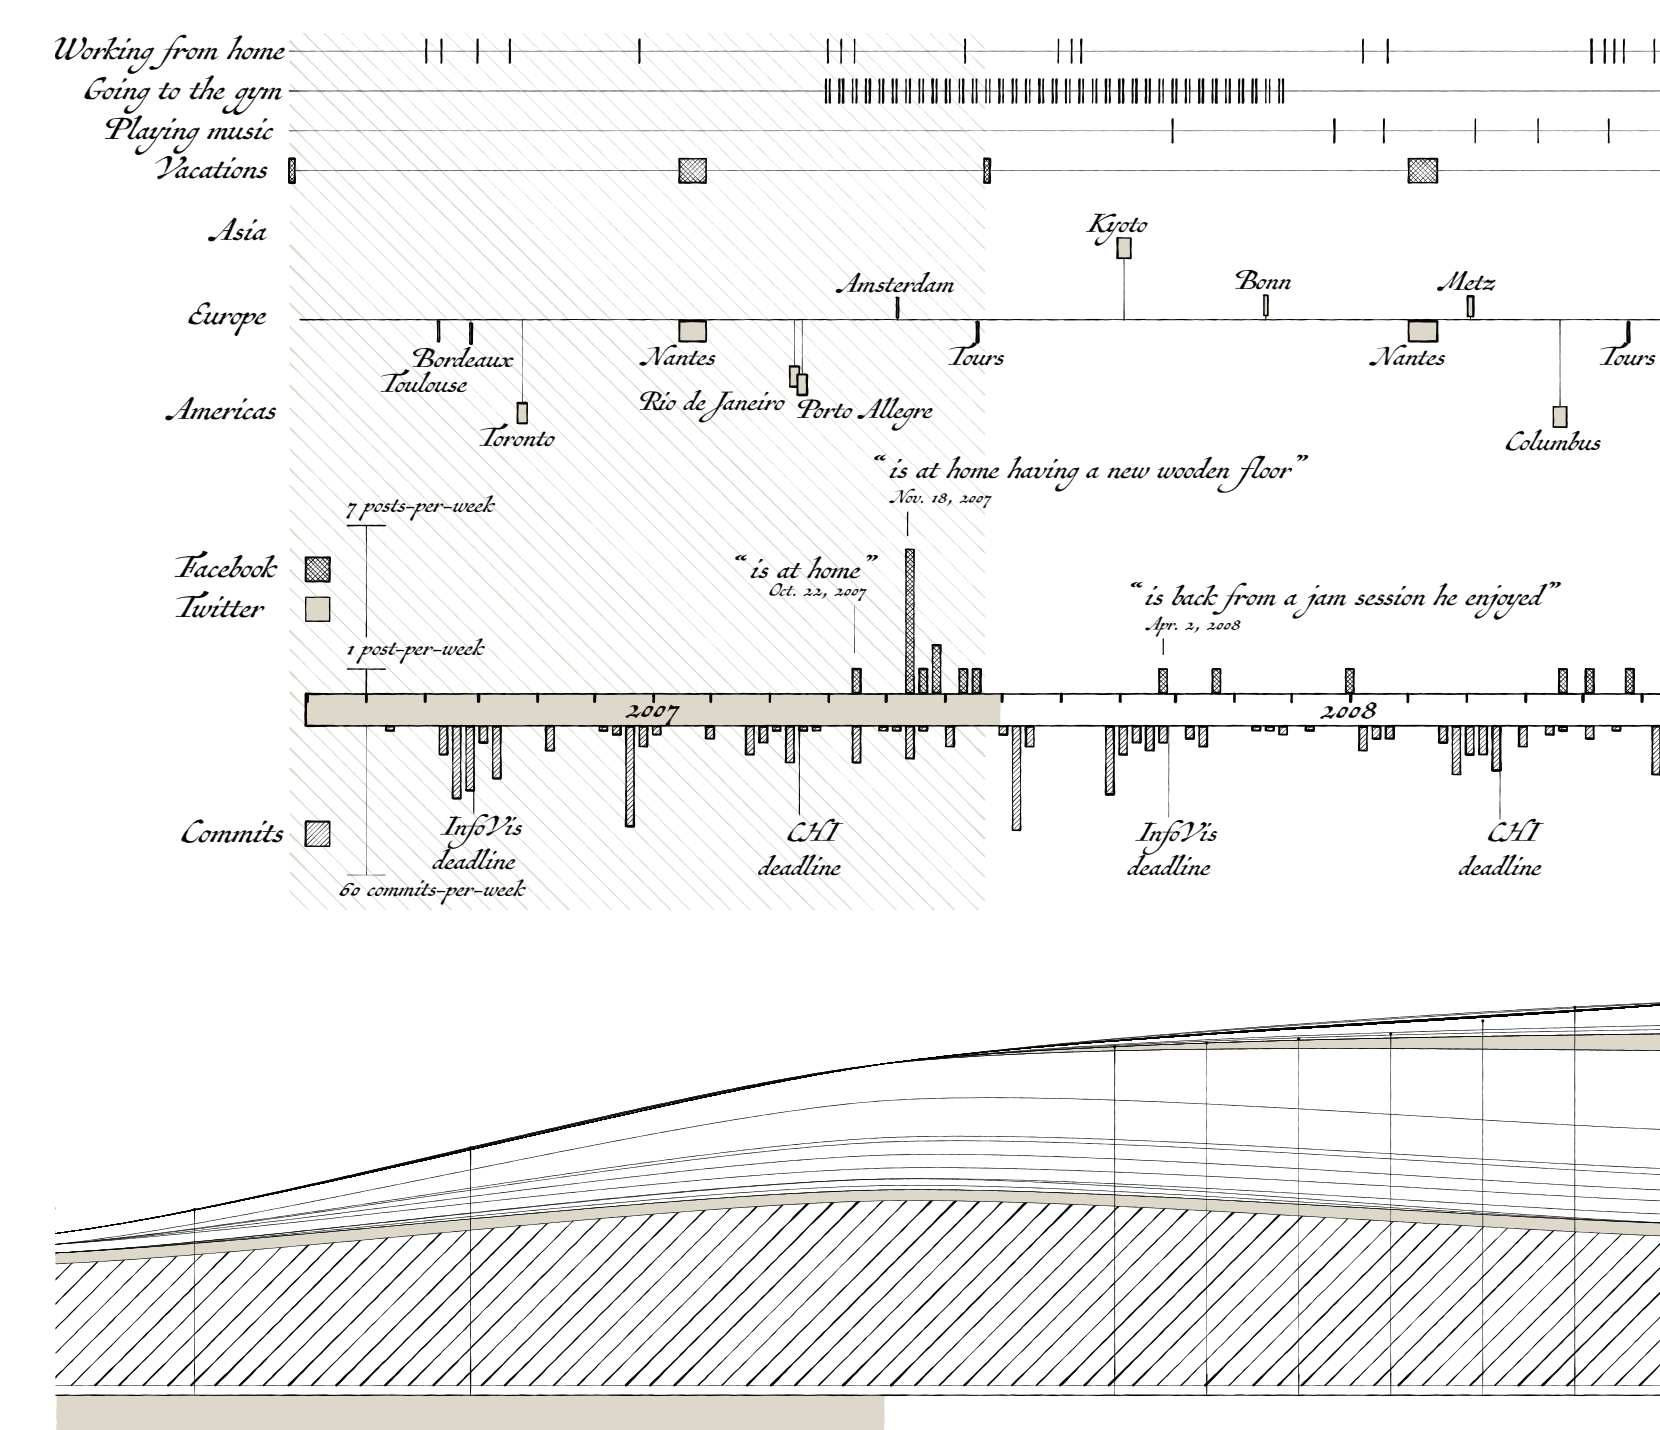 Working from home
Going to the gym
Playing music
Vacations
Asia
Kyoto
Amsterdam
Bonn
Metz
Europe
Bordeaux
Toulouse
Nantes
Tours
Nantes
Tours
Americas
Rio de Janeiro
Porto Allegre
Toronto
Columbus
“is at home having a new wooden floor”
Nov. 18, 2007
7 posts-per-week
Facebook
“is at home”
Oct. 22, 2007
Twitter
“is back from a jam session he enjoyed”
Apr. 2, 2008
1 post-per-week
2007
2008
Commits
InfoVis
deadline
CHI
deadline
InfoVis
deadline
CHI
deadline
60 commits-per-week